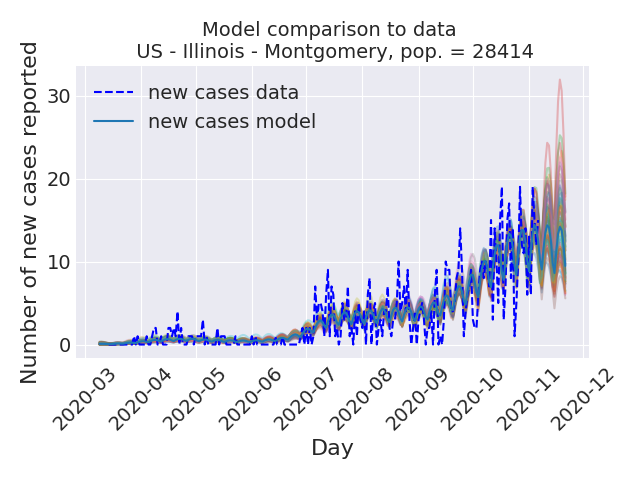 Model comparison to data
US - Illinois - Montgomery, pop. = 28414
Number of new cases reported
30
20
10
0
new cases data
new cases model
2020-03
2020-04
2020-05
2020-06
2020-07
2020-08
2020-09
2020-10
2020-11
2020-12
Day